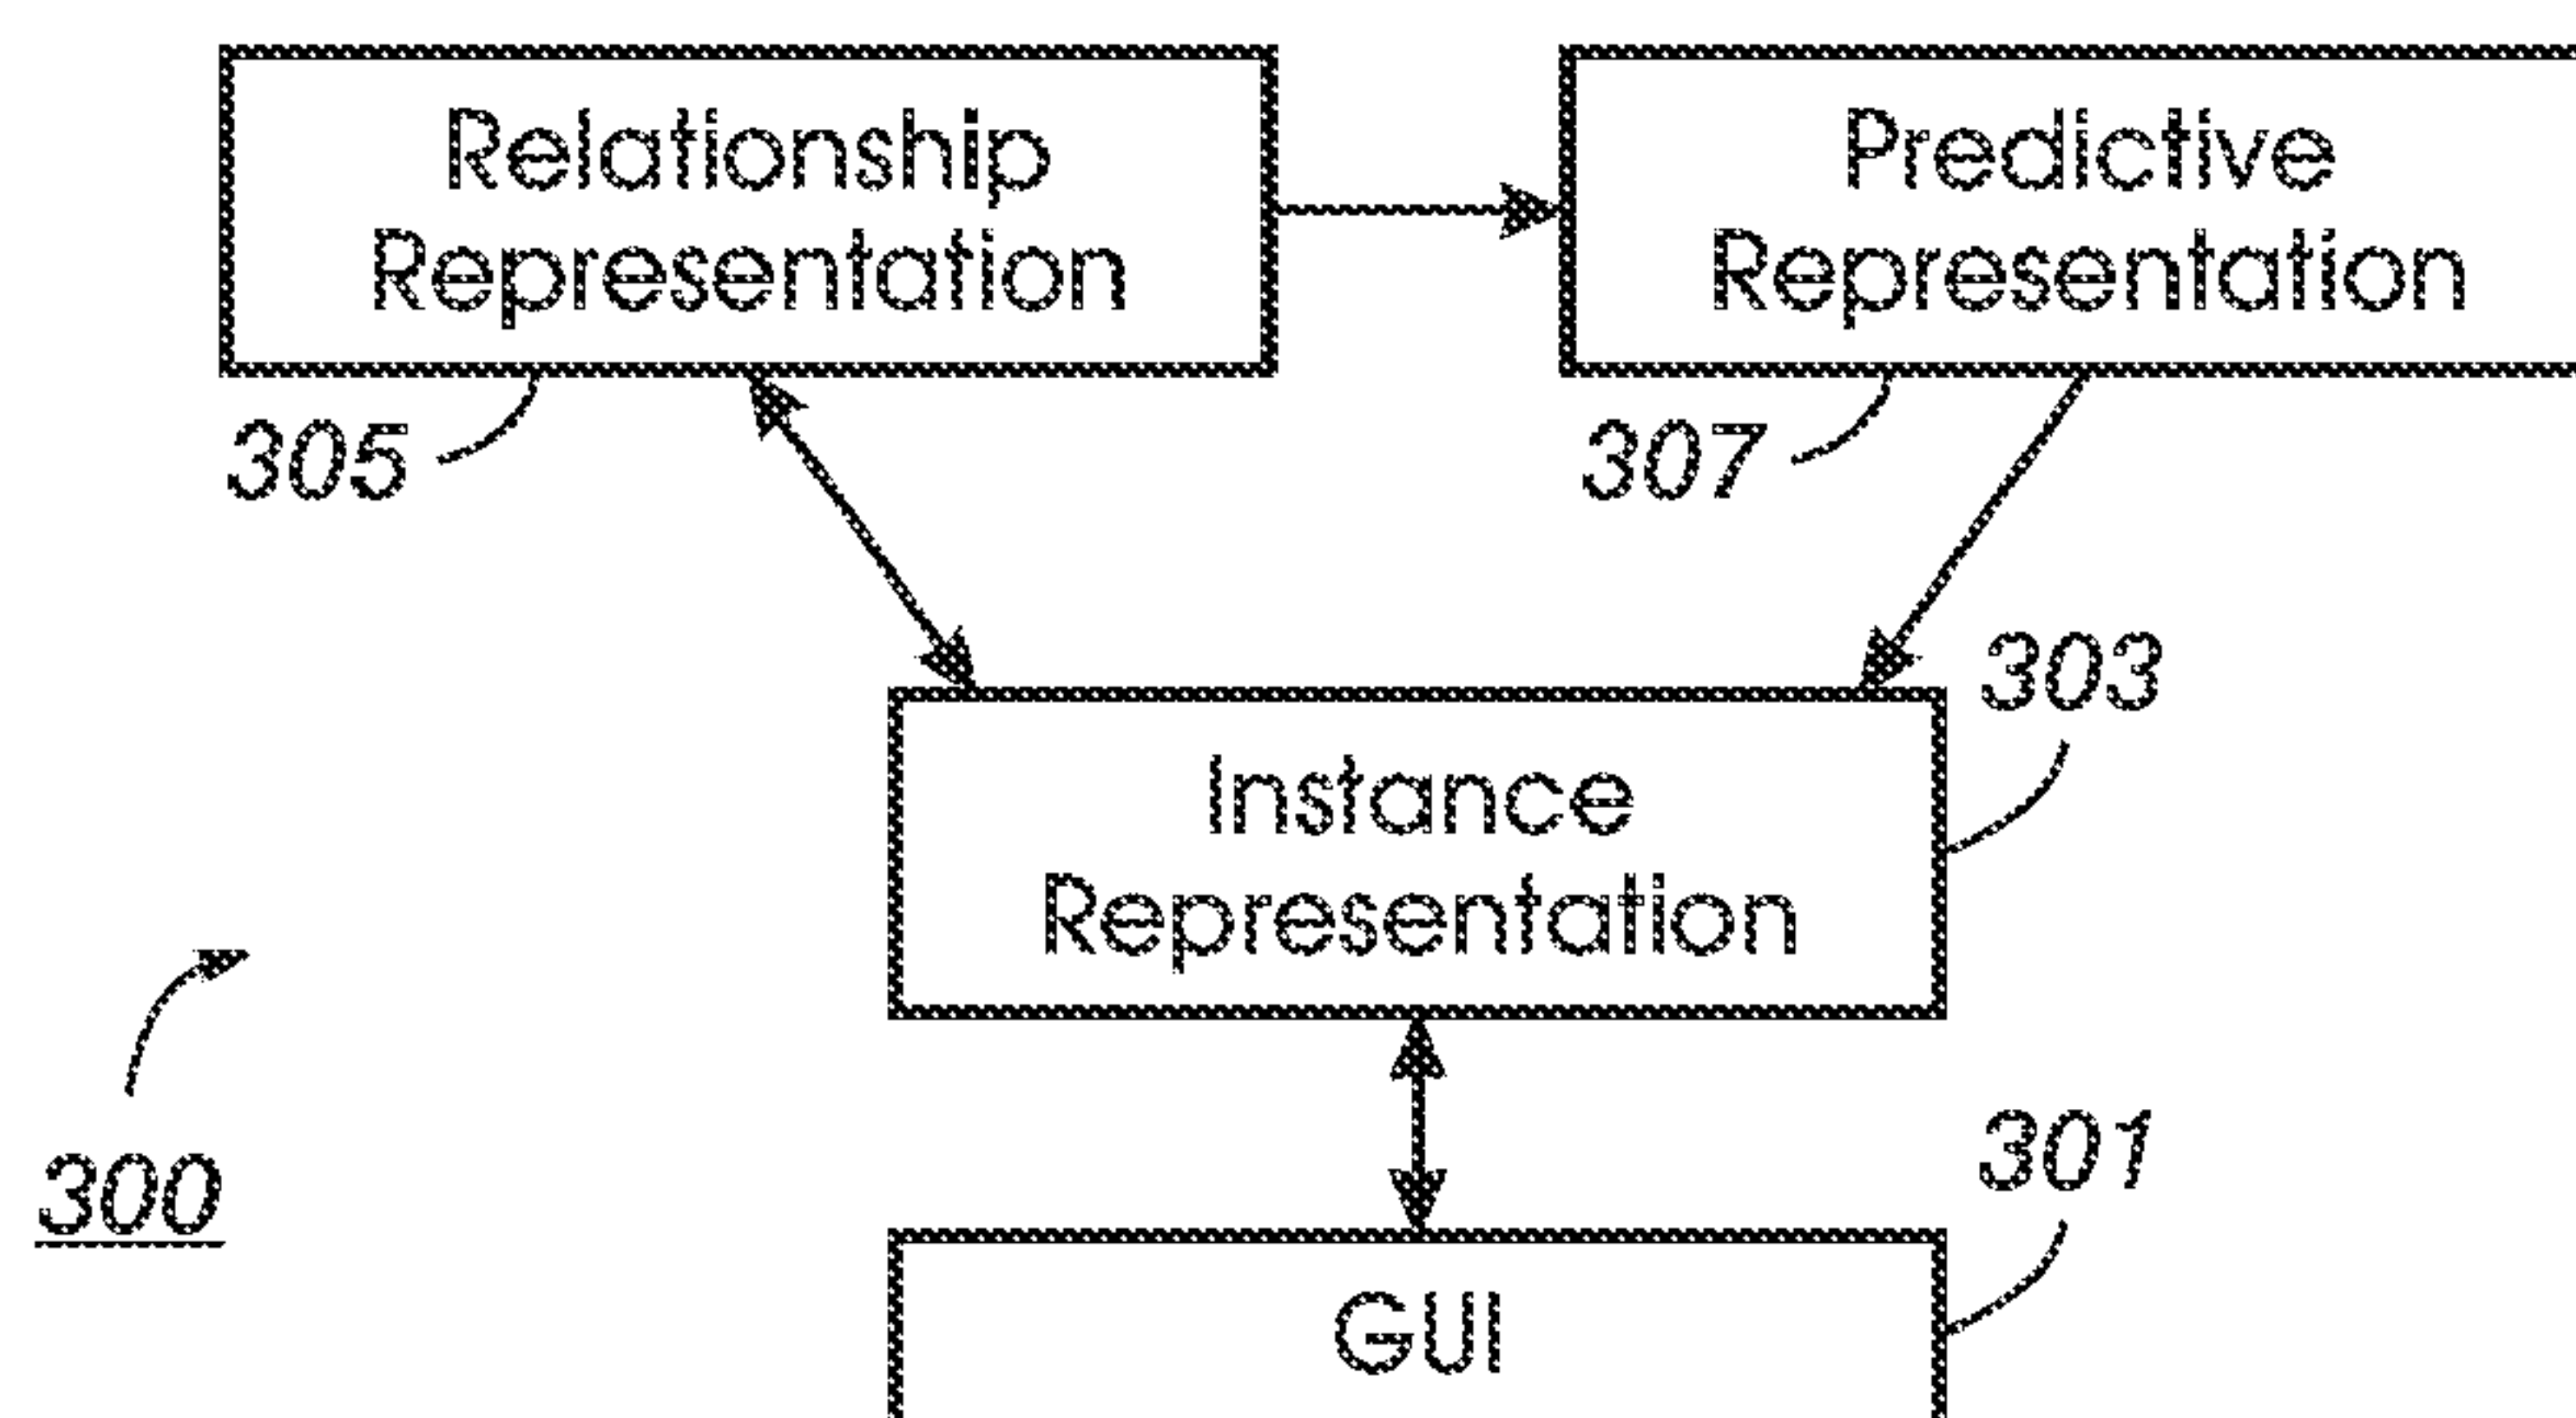 Relationship
Representation
Predictive
Representation
305
307
303
Instance
Representation
300
301
GUI